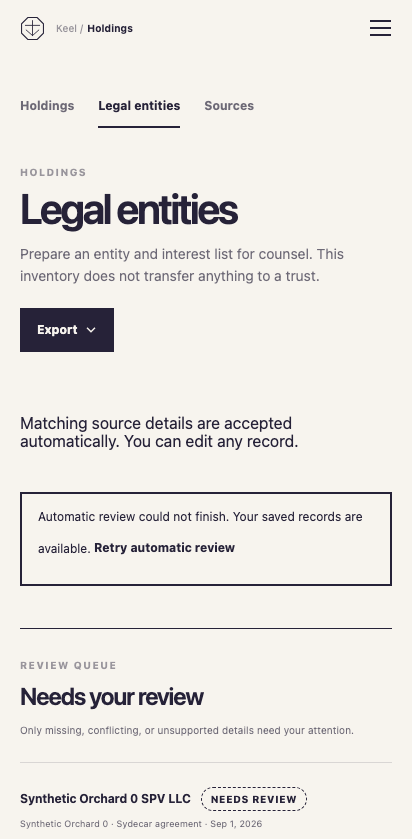 Keel / Holdings
Holdings Legal entities Sources
HOLDINGS
Legal entities
Prepare an entity and interest list for counsel. This
inventory does not transfer anything to a trust.
Export
Matching source details are accepted
automatically. You can edit any record.
Automatic review could not finish. Your saved records are
available. Retry automatic review
REVIEW QUEUE
Needs your review
Only missing, conflicting, or unsupported details need your attention.
Synthetic Orchard 0 SPV LLC NEEDS REVIEW
Synthetic Orchard 0 · Sydecar agreement · Sep 1, 2026